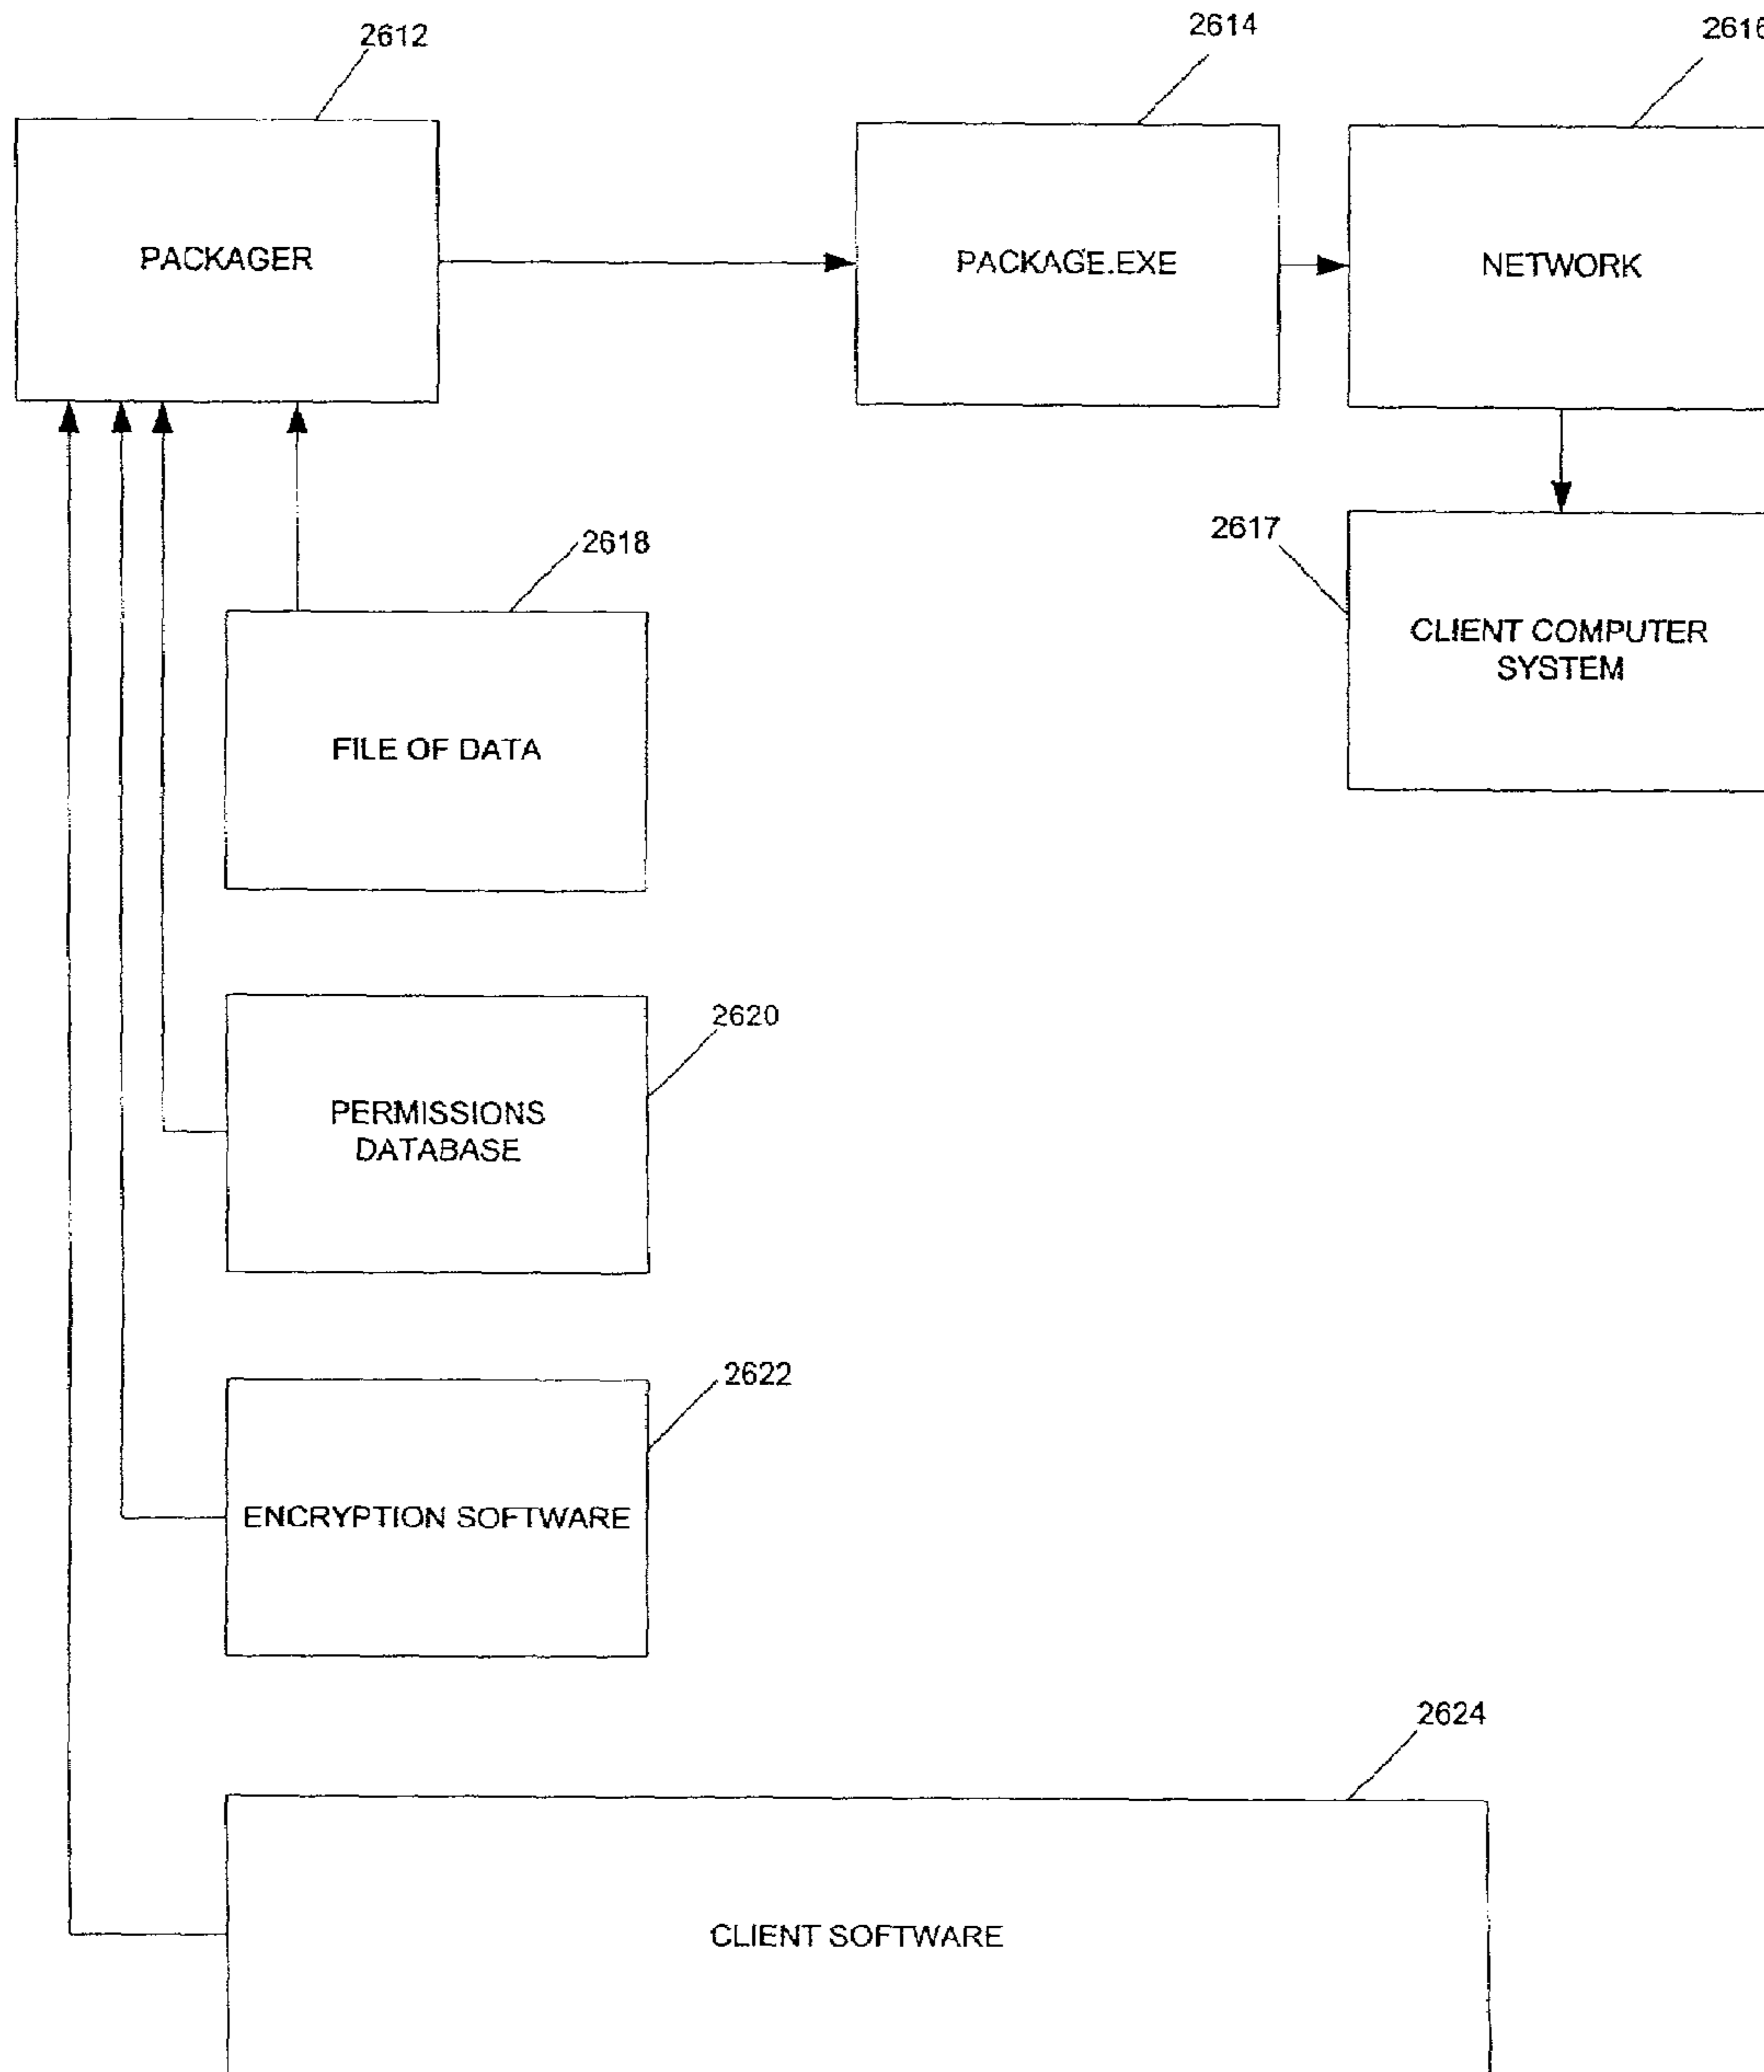 2612
2614
2616
PACKAGER
PACKAGE.EXE
NETWORK
2618
2617
FILE OF DATA
CLIENT COMPUTER
SYSTEM
2620
PERMISSIONS
DATABASE
2622
ENCRYPTION SOFTWARE
2624
CLIENT SOFTWARE